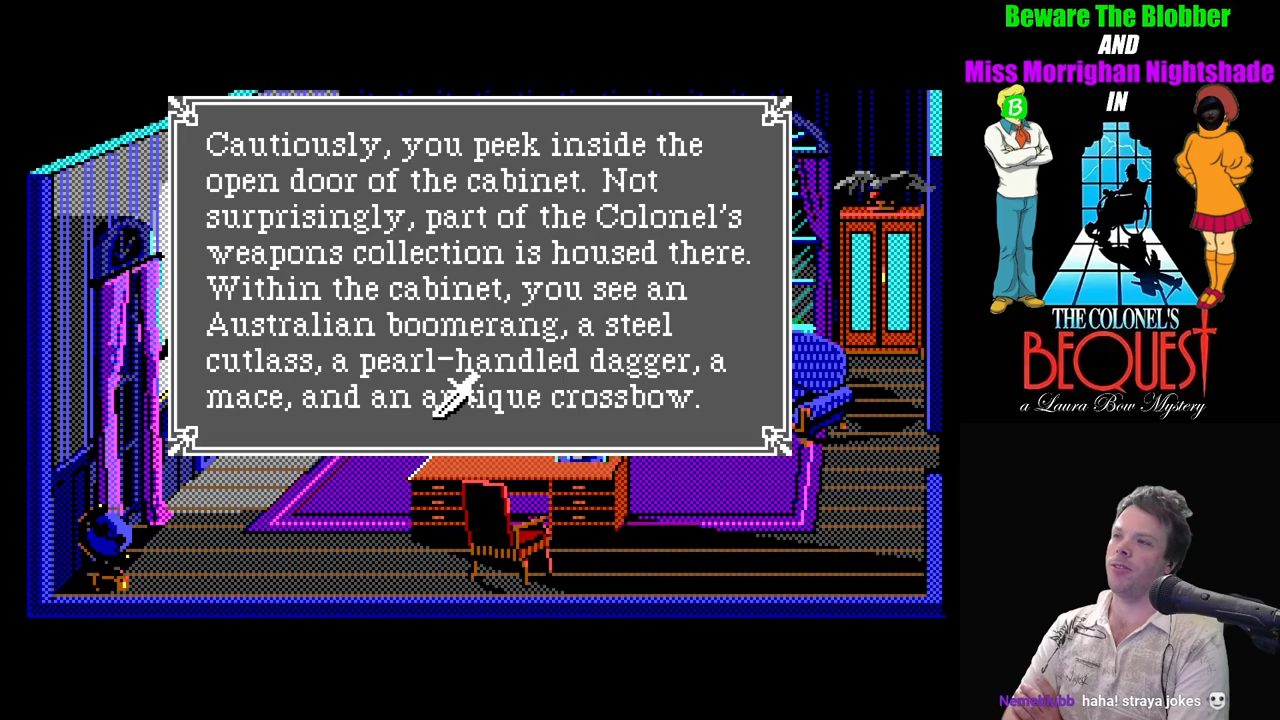 Cautiously, you peek inside the
open door of the cabinet. Not
surprisingly, part of the Colonel's
weapons collection is housed there.
Within the cabinet, you see an
Australian boomerang, a steel
cutlass, a pearl-handled dagger, a
mace, and an antique crossbow.
Beware The Blobber
AND
Miss Morrighan Nightshade
IN
B
THE COLONEL'S
BEQUEST
a Laura Bow Mystery
haha! straya jokes